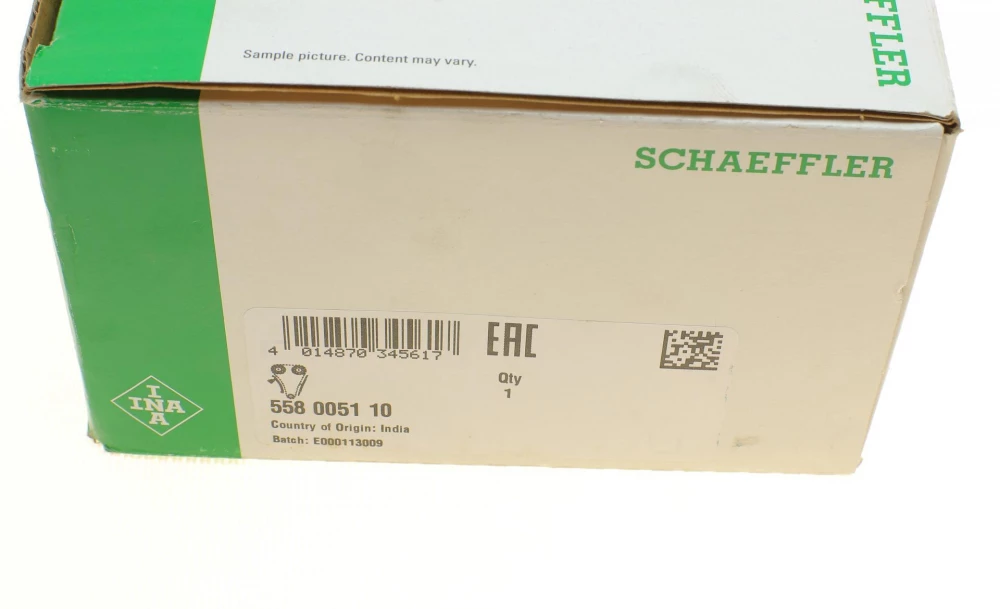 Sample picture. Content may vary.
SCHAEFFLER
SCHAEFFLER
4 014870 345617
EAC
Qty
1
558 0051 10
Country of Origin: India
Batch: E000113009
I
INA
A